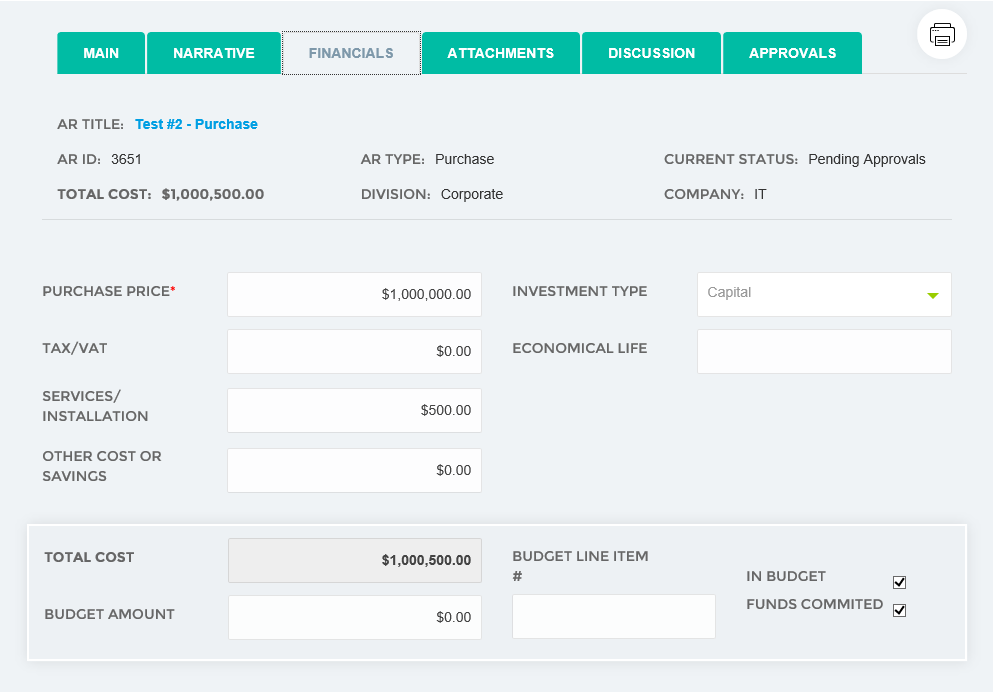 MAIN NARRATIVE FINANCIALS ATTACHMENTS DISCUSSION APPROVALS
AR TITLE: Test #2 - Purchase
AR ID: 3651 AR TYPE: Purchase CURRENT STATUS: Pending Approvals
TOTAL COST: $1,000,500.00 DIVISION: Corporate COMPANY: IT
PURCHASE PRICE* $1,000,000.00 INVESTMENT TYPE Capital
TAX/VAT $0.00 ECONOMICAL LIFE
SERVICES/
INSTALLATION $500.00
OTHER COST OR
SAVINGS $0.00
TOTAL COST $1,000,500.00 BUDGET LINE ITEM
#
IN BUDGET
FUNDS COMMITED
BUDGET AMOUNT $0.00